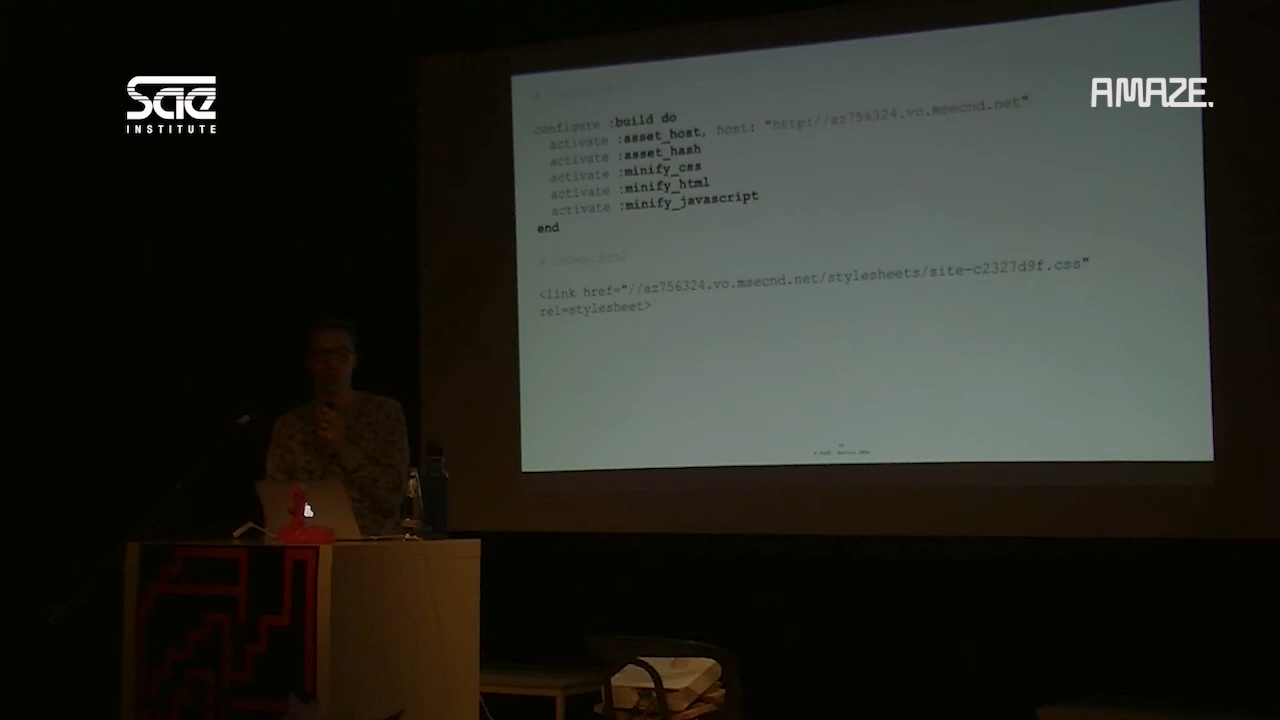 Sae
INSTITUTE
AMAZE.
configure :build do
activate :asset_host, host: "http://az756324.vo.msecnd.net"
activate :asset_hash
activate :minify_css
activate :minify_html
activate :minify_javascript
end
<link href="//az756324.vo.msecnd.net/stylesheets/site-c2327d9f.css"
rel=stylesheet>